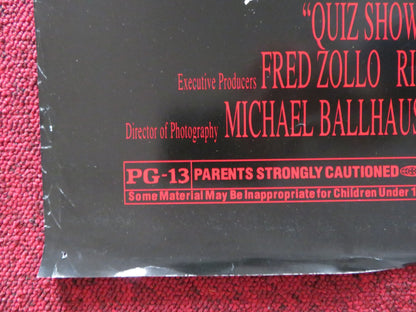 "QUIZ SHOW
Executive Producers FRED ZOLLO
Director of Photography MICHAEL BALLHAUS
PG-13 PARENTS STRONGLY CAUTIONED
Some Material May Be Inappropriate for Children Under 1